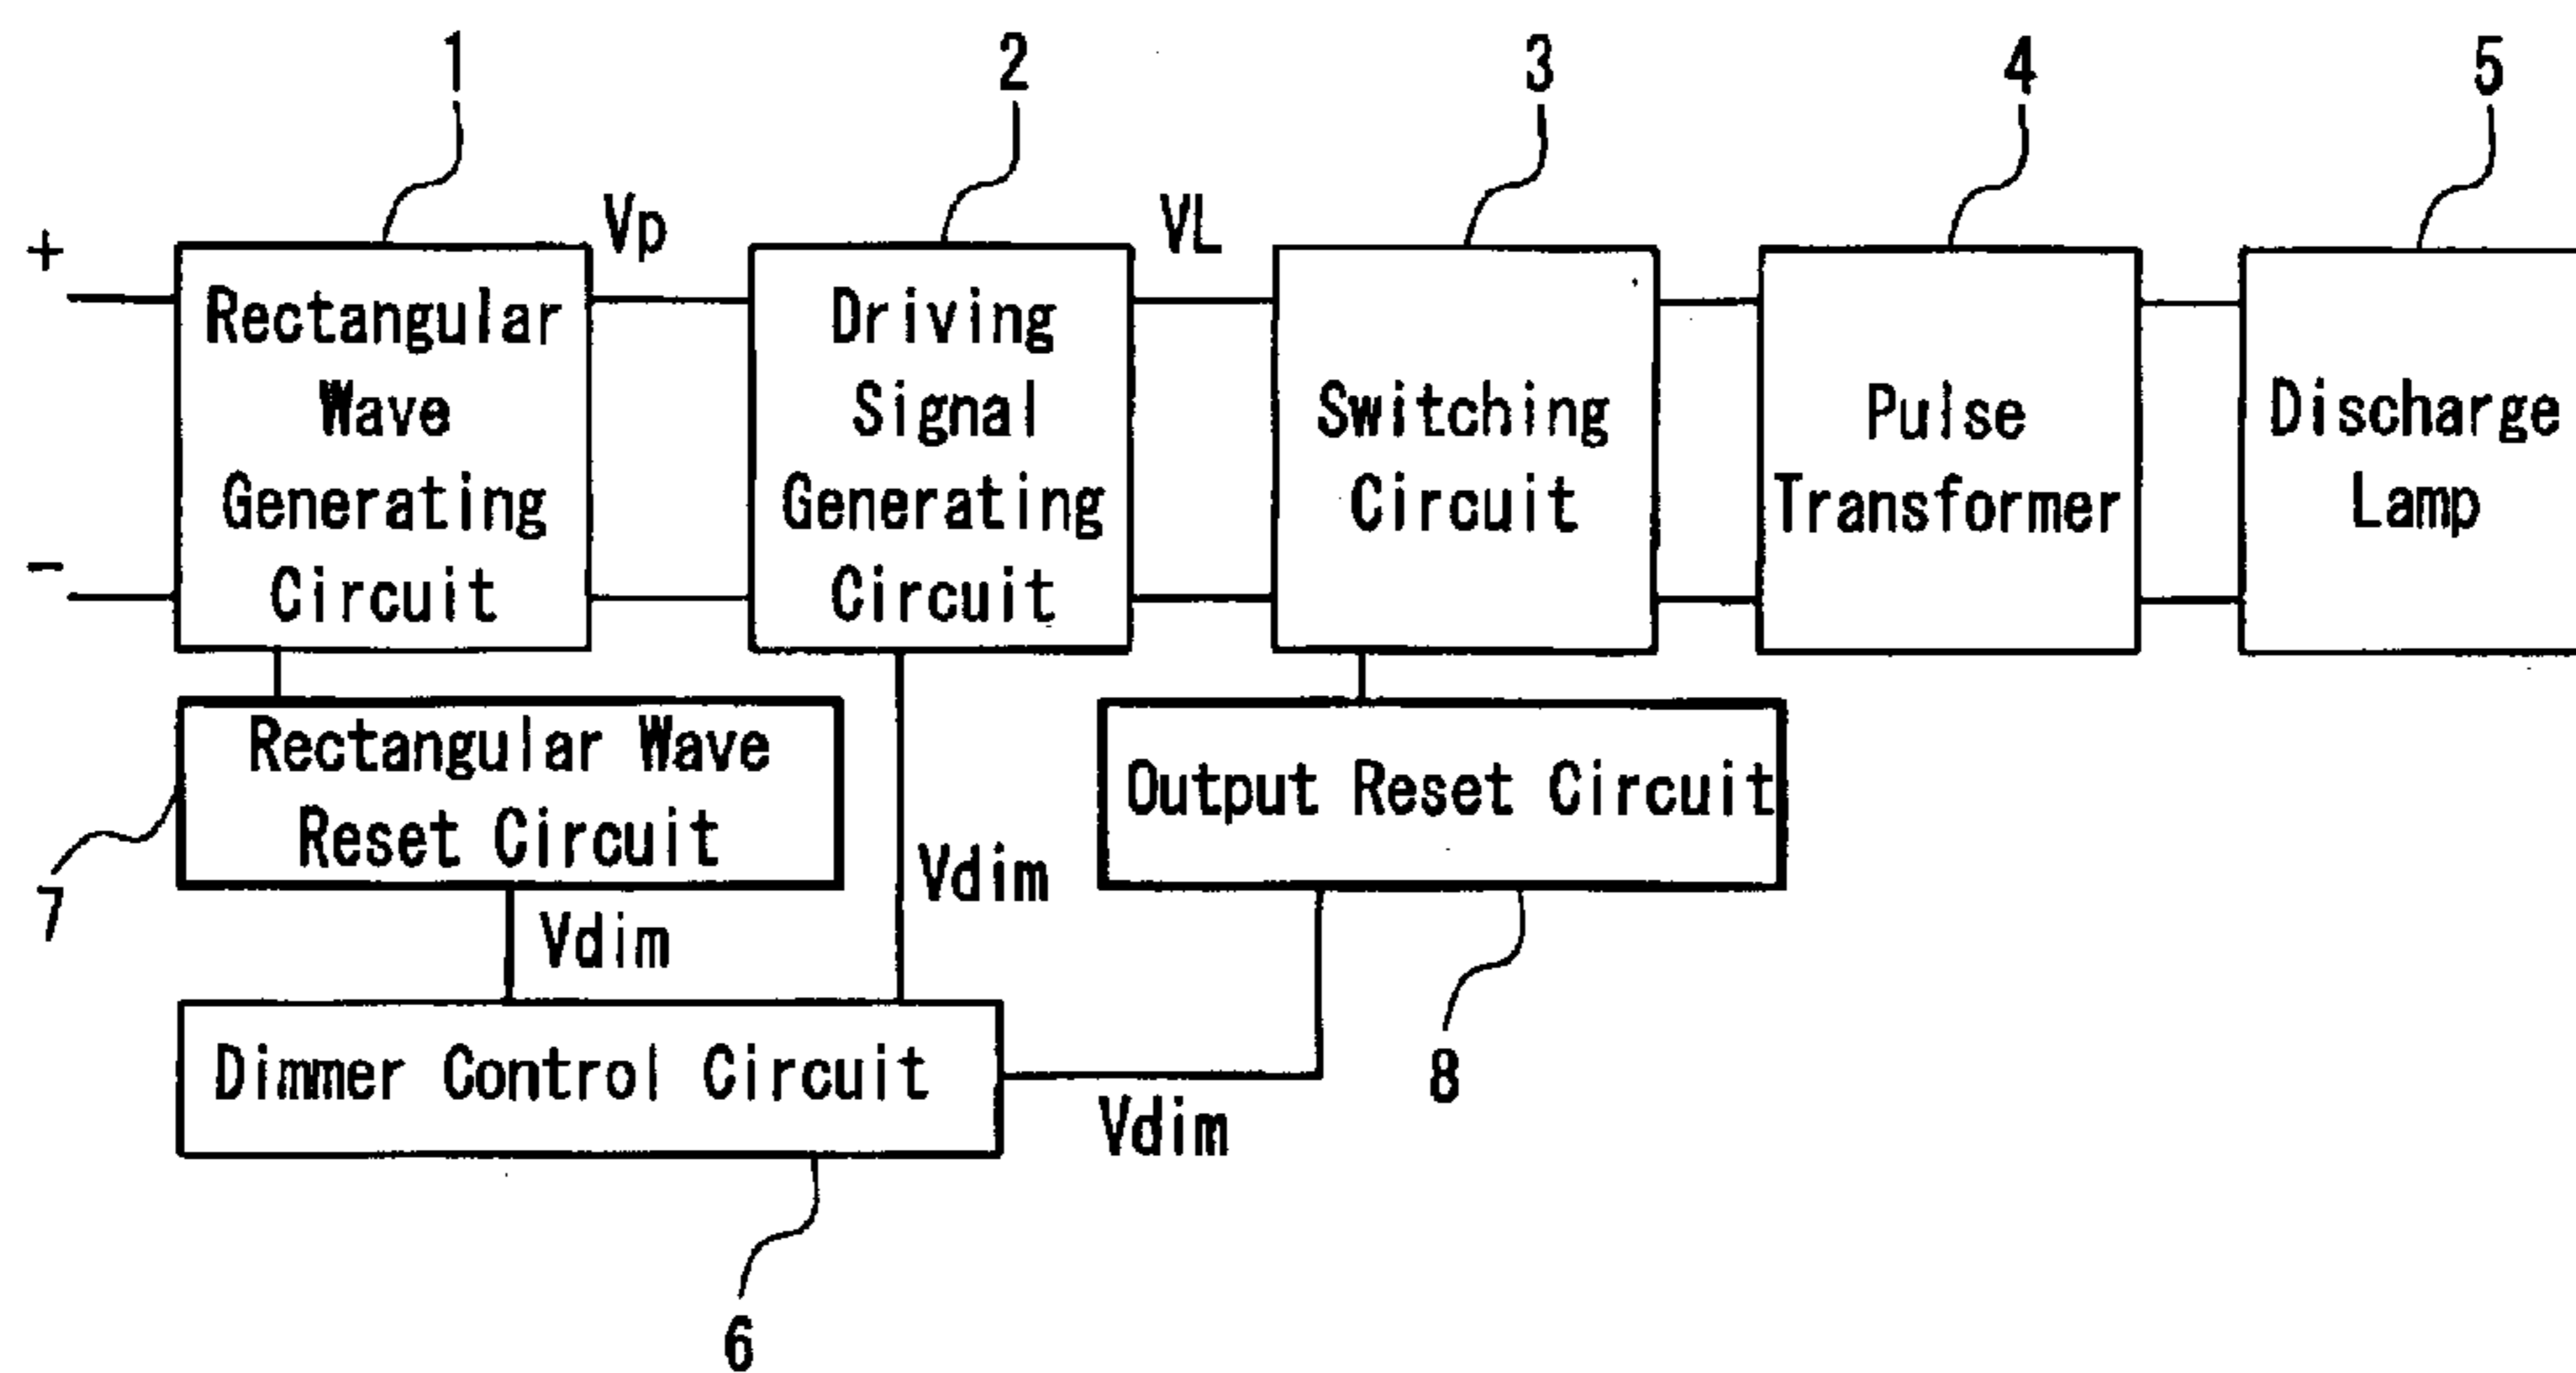 1
2
3
4
5
+
Vp
VL
Rectangular
Wave
Generating
Circuit
Driving
Signal
Generating
Circuit
Switching
Circuit
Pulse
Transformer
Discharge
Lamp
-
Rectangular Wave
Reset Circuit
Output Reset Circuit
7
Vdim
Vdim
Dimmer Control Circuit
Vdim
8
6